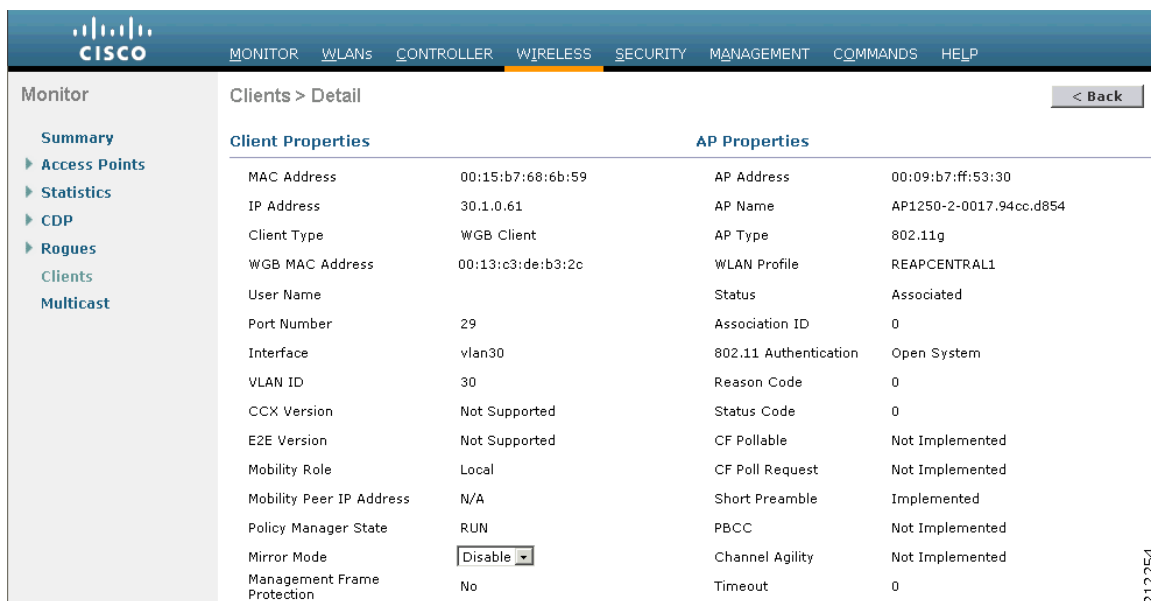 CISCO
MONITOR WLANs CONTROLLER WIRELESS SECURITY MANAGEMENT COMMANDS HELP
Monitor
Summary
Access Points
Statistics
CDP
Rogues
Clients
Multicast
Clients > Detail
< Back
Client Properties
MAC Address 00:15:b7:68:6b:59
IP Address 30.1.0.61
Client Type WGB Client
WGB MAC Address 00:13:c3:de:b3:2c
User Name
Port Number 29
Interface vlan30
VLAN ID 30
CCX Version Not Supported
E2E Version Not Supported
Mobility Role Local
Mobility Peer IP Address N/A
Policy Manager State RUN
Mirror Mode Disable
Management Frame
Protection No
AP Properties
AP Address 00:09:b7:ff:53:30
AP Name AP1250-2-0017.94cc.d854
AP Type 802.11g
WLAN Profile REAPCENTRAL1
Status Associated
Association ID 0
802.11 Authentication Open System
Reason Code 0
Status Code 0
CF Pollable Not Implemented
CF Poll Request Not Implemented
Short Preamble Implemented
PBCC Not Implemented
Channel Agility Not Implemented
Timeout 0
212254